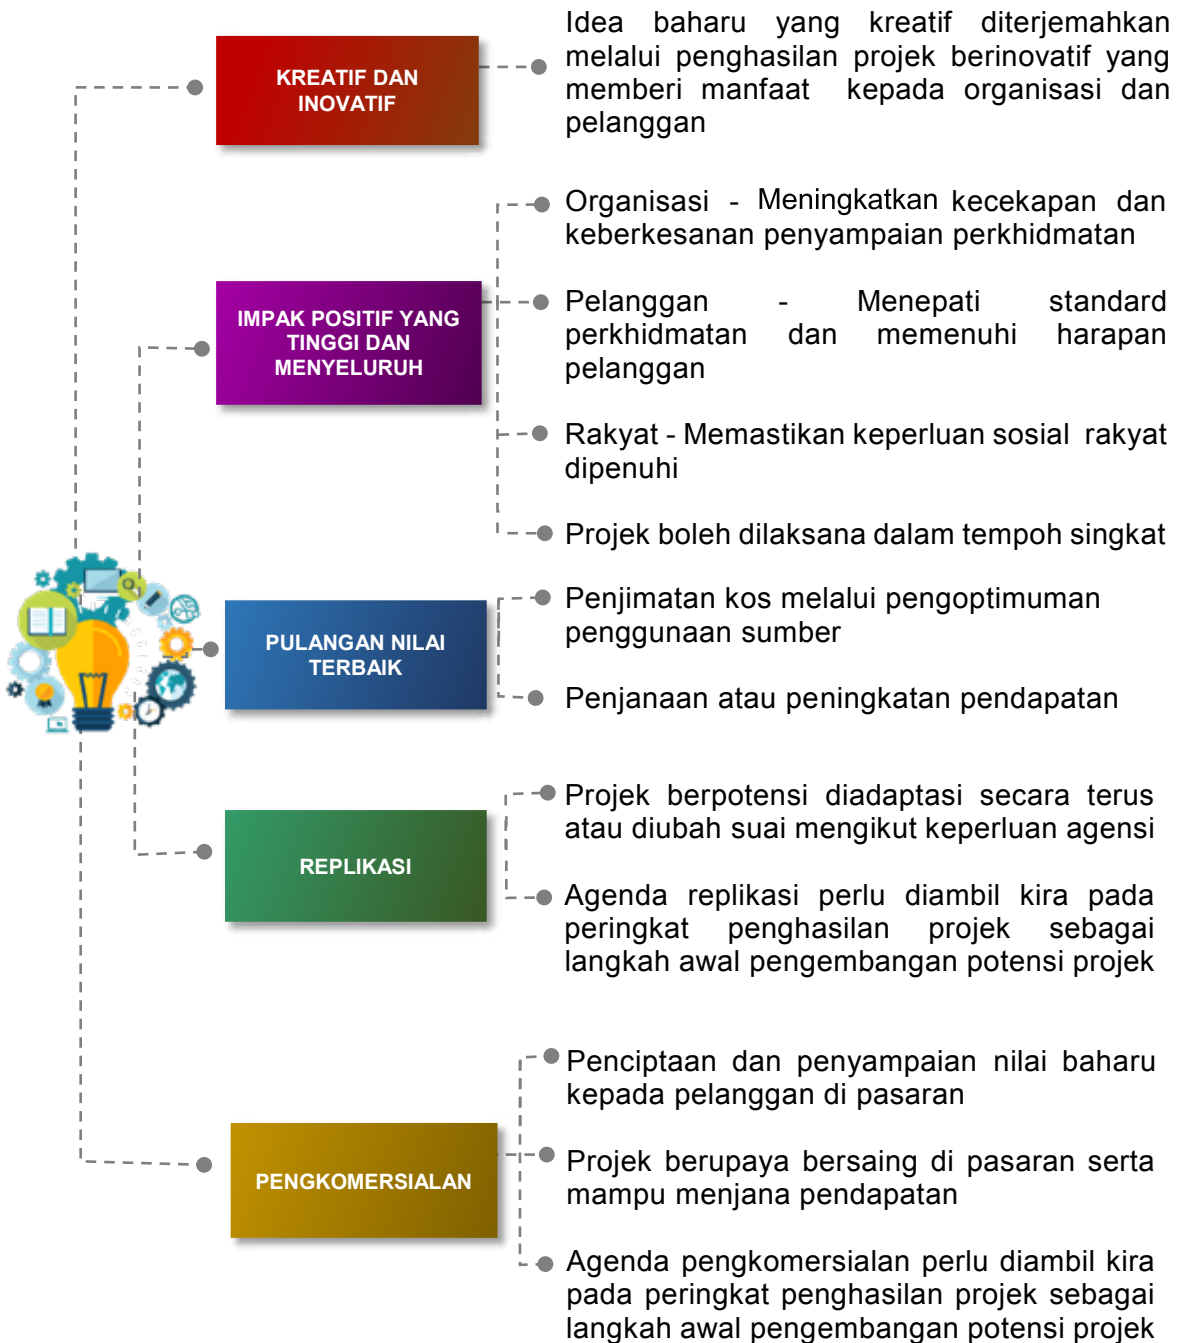 KREATIF DAN
INOVATIF
Idea baharu yang kreatif diterjemahkan
melalui penghasilan projek berinovatif yang
memberi manfaat kepada organisasi dan
pelanggan
IMPAK POSITIF YANG
TINGGI DAN
MENYELURUH
Organisasi - Meningkatkan kecekapan dan
keberkesanan penyampaian perkhidmatan
Pelanggan - Menepati standard
perkhidmatan dan memenuhi harapan
pelanggan
Rakyat - Memastikan keperluan sosial rakyat
dipenuhi
Projek boleh dilaksana dalam tempoh singkat
PULANGAN NILAI
TERBAIK
Penjimatan kos melalui pengoptimuman
penggunaan sumber
Penjanaan atau peningkatan pendapatan
REPLIKASI
Projek berpotensi diadaptasi secara terus
atau diubah suai mengikut keperluan agensi
Agenda replikasi perlu diambil kira pada
peringkat penghasilan projek sebagai
langkah awal pengembangan potensi projek
PENGKOMERSIALAN
Penciptaan dan penyampaian nilai baharu
kepada pelanggan di pasaran
Projek berupaya bersaing di pasaran serta
mampu menjana pendapatan
Agenda pengkomersialan perlu diambil kira
pada peringkat penghasilan projek sebagai
langkah awal pengembangan potensi projek